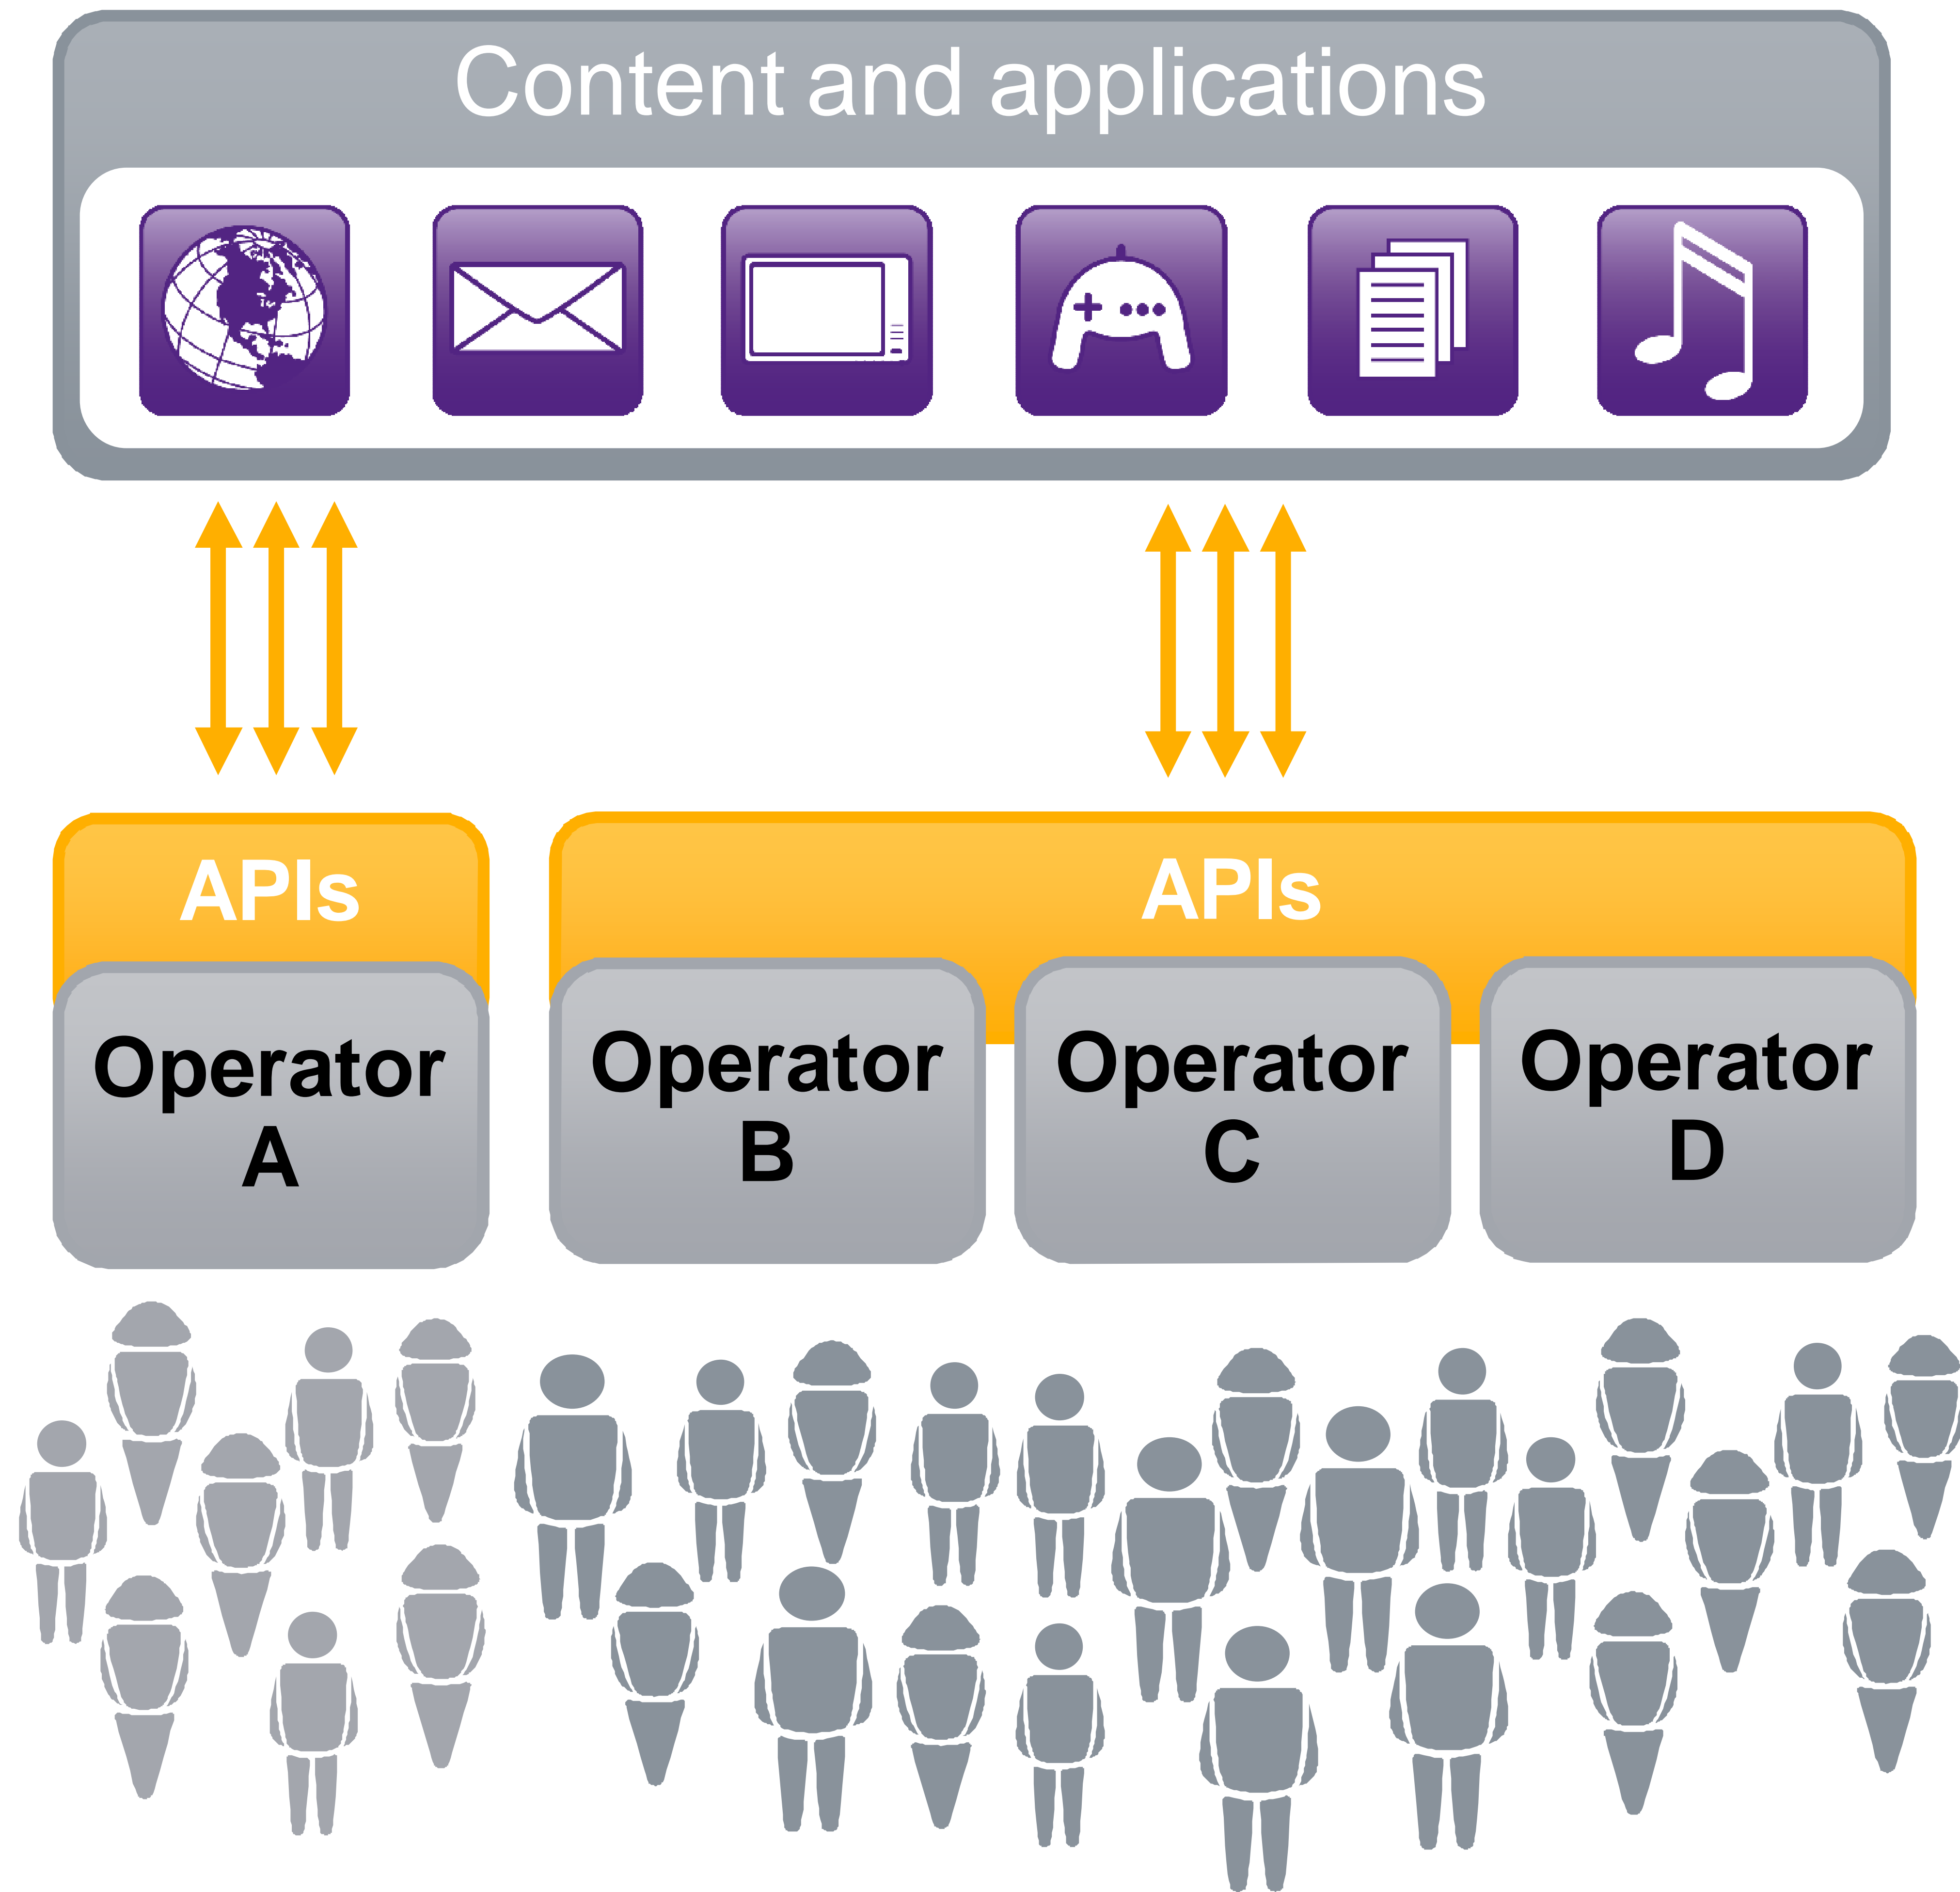 Content and applications
APIs
APIs
Operator
A
Operator
B
Operator
C
Operator
D